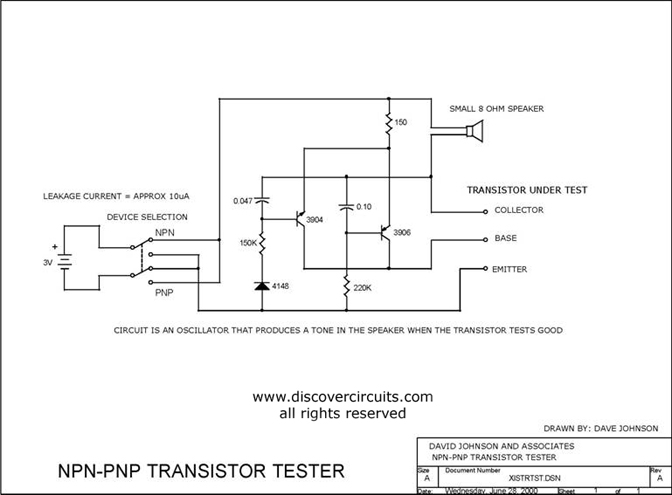 SMALL 8 OHM SPEAKER
150
LEAKAGE CURRENT = APPROX 10uA
TRANSISTOR UNDER TEST
0.047
0.10
COLLECTOR
DEVICE SELECTION
3904
NPN
3906
BASE
150K
+
3V
EMITTER
4148
220K
PNP
CIRCUIT IS AN OSCILLATOR THAT PRODUCES A TONE IN THE SPEAKER WHEN THE TRANSISTOR TESTS GOOD
www.discovercircuits.com
all rights reserved
DRAWN BY: DAVE JOHNSON
DAVID JOHNSON AND ASSOCIATES
NPN-PNP TRANSISTOR TESTER
NPN-PNP TRANSISTOR TESTER
Size Document Number Rev
A XISTRTST.DSN A
Date: Wednesday, June 28, 2000 Sheet 1 of 1